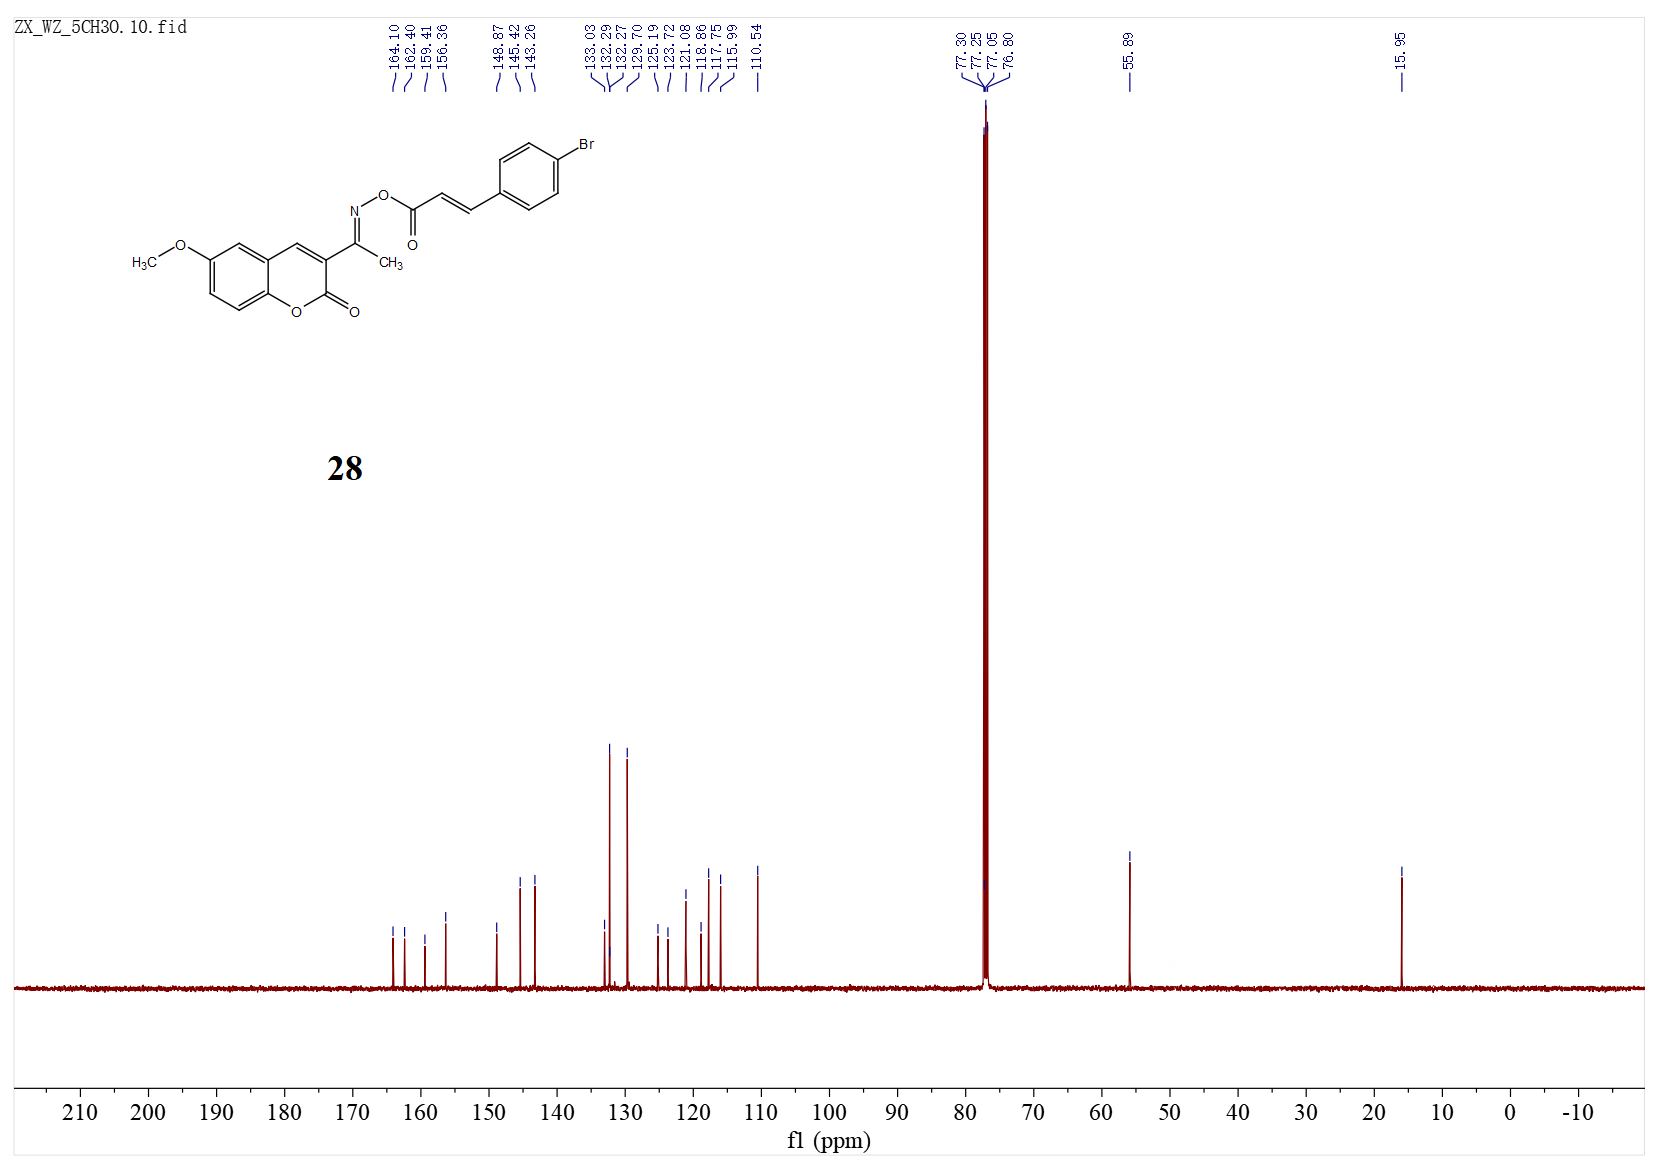 ZX_WZ_5CH3O.10.fid
164.10
162.40
159.41
156.36
148.87
145.42
143.26
133.03
132.29
132.27
129.70
125.19
123.72
121.08
118.86
117.75
115.99
110.54
77.30
77.25
77.05
76.80
55.89
15.95
Br
O
N
O
O
H₃C
CH₃
O
O
28
210 200 190 180 170 160 150 140 130 120 110 100 90 80 70 60 50 40 30 20 10 0 -10
f1 (ppm)